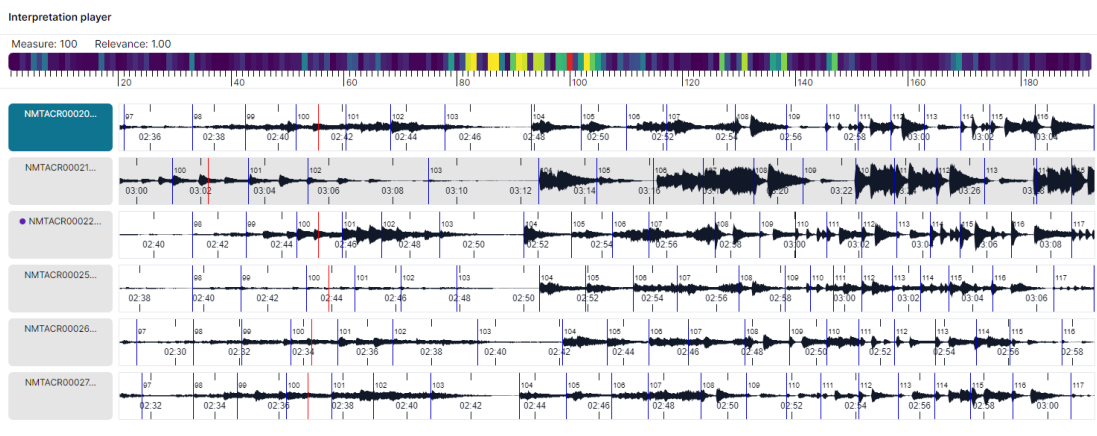 Interpretation player
Measure: 100 Relevance: 1.00
20 40 60 80 100 120 140 160 180
NMTACR00020...
97 98 99 100 101 102 103 104 105 106 107 108 109 110 111 112 113 114 115 116
02:36 02:38 02:40 02:42 02:44 02:46 02:48 02:50 02:52 02:54 02:56 02:58 03:00 03:02 03:04
NMTACR00021...
100 101 102 103 104 105 106 107 108 109 110 111 112 113 114 115
03:00 03:02 03:04 03:06 03:08 03:10 03:12 03:14 03:16 03:20 03:22 03:26
NMTACR00022...
98 99 100 101 102 103 104 105 106 107 108 109 110 111 112 113 114 115 116 117
02:40 02:42 02:44 02:46 02:48 02:50 02:52 02:54 02:56 02:58 03:00 03:02 03:04 03:06 03:08
NMTACR00025...
98 99 100 101 102 103 104 105 106 107 108 109 110 111 112 113 114 115 116 117
02:38 02:40 02:42 02:44 02:46 02:48 02:50 02:52 02:54 02:56 02:58 03:00 03:02 03:04 03:06
NMTACR00026...
97 98 99 100 101 102 103 104 105 106 107 108 109 110 111 112 113 114 115 116
02:30 02:32 02:34 02:36 02:38 02:40 02:42 02:44 02:46 02:48 02:50 02:52 02:54 02:56 02:58
NMTACR00027...
97 98 99 100 101 102 103 104 105 106 107 108 109 110 111 112 113 114 115 116 117
02:32 02:34 02:36 02:38 02:40 02:42 02:44 02:46 02:48 02:50 02:52 02:54 02:56 02:58 03:00